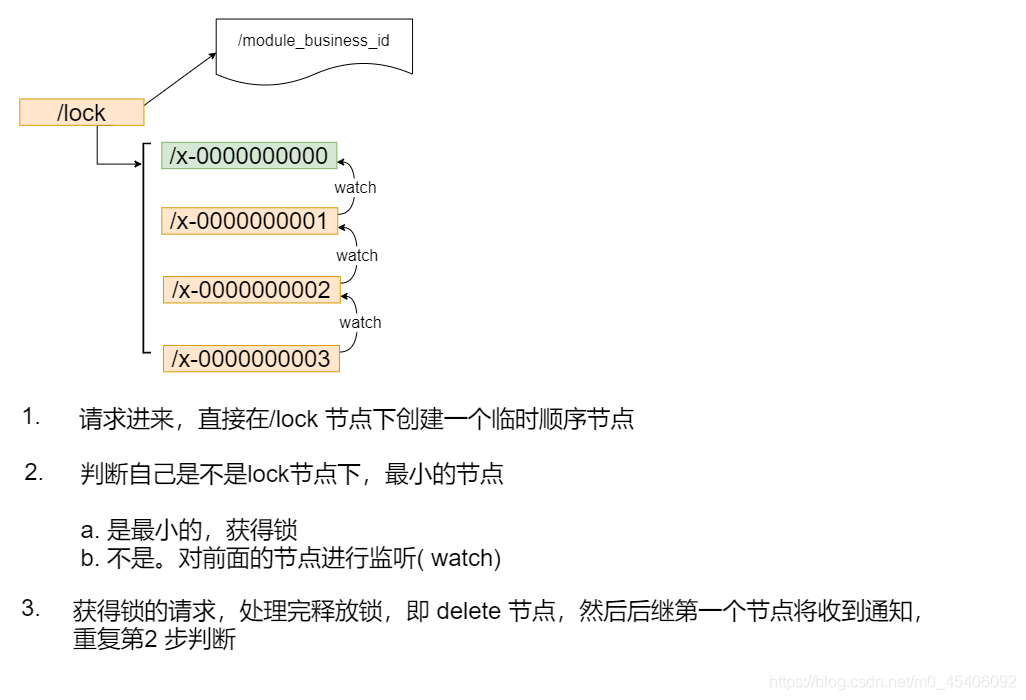 /module_business_id
/lock
/x-0000000000
watch
/x-0000000001
watch
/x-0000000002
watch
/x-0000000003
1. 请求进来，直接在/lock 节点下创建一个临时顺序节点
2. 判断自己是不是lock节点下，最小的节点
a. 是最小的，获得锁
b. 不是。对前面的节点进行监听( watch)
3. 获得锁的请求，处理完释放锁，即 delete 节点，然后后继第一个节点将收到通知，
重复第2 步判断
https://blog.csdn.net/m0_45406092